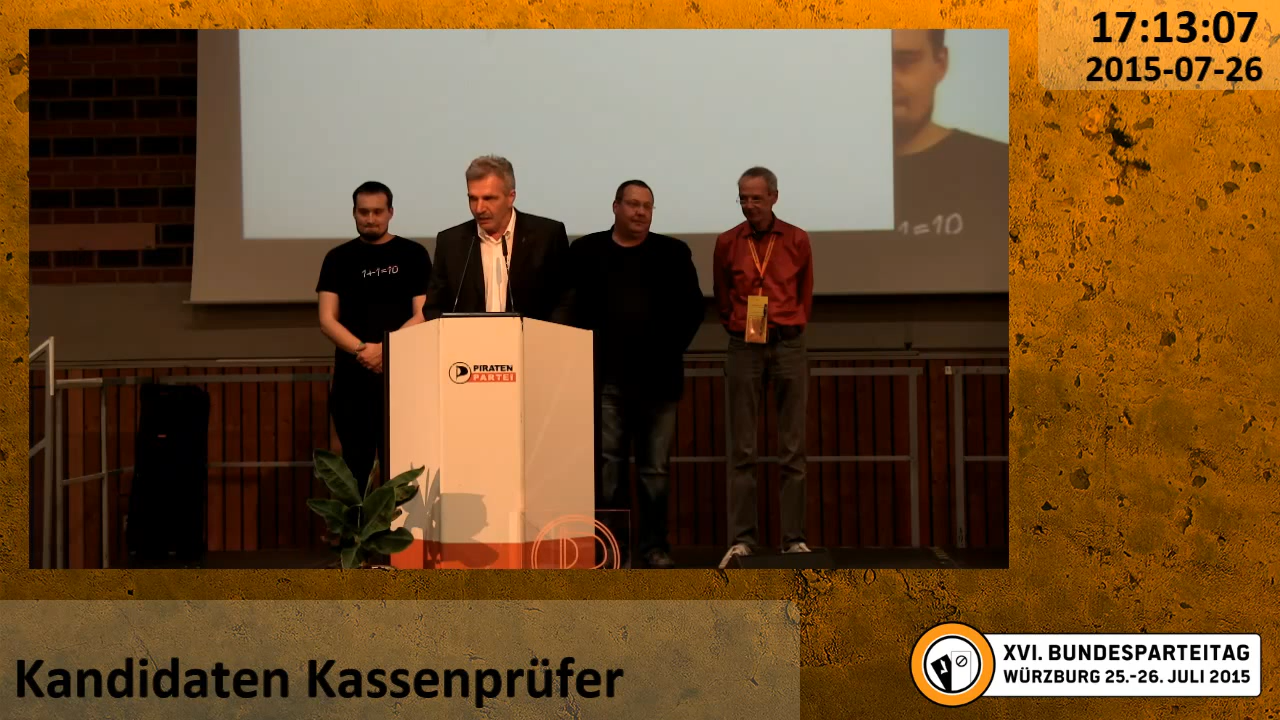 17:13:07
2015-07-26
1=10
1+1=10
PIRATEN
PARTEI
Kandidaten Kassenprüfer
XVI. BUNDESPARTEITAG
WÜRZBURG 25.-26. JULI 2015